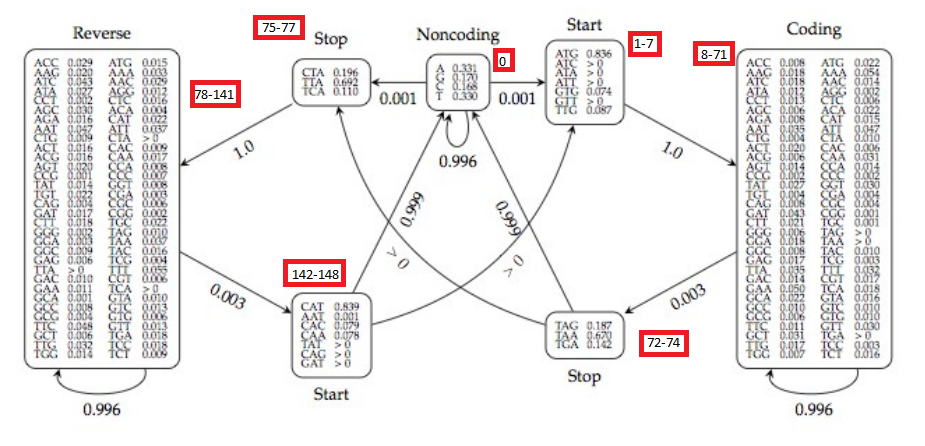 Reverse
ACC 0.029 ATG 0.015
AAG 0.020 AAA 0.033
ATC 0.043 AAC 0.029
ATA 0.027 AGG 0.012
CCT 0.002 CTC 0.016
AGC 0.030 ACA 0.004
AGA 0.016 CAT 0.022
AAT 0.047 ATT 0.037
CTG 0.009 CTA > 0
ACT 0.016 CAC 0.009
ACG 0.016 CAA 0.017
AGT 0.020 CCA 0.008
CCG 0.001 CCC 0.007
TAT 0.014 GGT 0.008
TGT 0.022 CGA 0.003
CAG 0.004 CGC 0.006
GAT 0.017 CGG 0.002
CTT 0.018 TGC 0.022
GGG 0.002 TAG 0.010
GGA 0.003 TAA 0.037
GGC 0.009 TAC 0.016
GAG 0.006 TCG 0.004
TTA > 0 TTT 0.055
GAC 0.010 CGT 0.006
GAA 0.011 TCA > 0
GCA 0.001 GTA 0.010
GCC 0.008 GTC 0.013
GCG 0.004 GTG 0.006
TTC 0.048 GTT 0.013
GCT 0.006 TGA 0.018
TTG 0.032 TCC 0.018
TGG 0.014 TCT 0.009
0.996
78-141
75-77
Stop
CTA 0.196
TTA 0.692
TCA 0.110
1.0
0.003
Noncoding
0
A 0.331
G 0.170
C 0.168
T 0.330
0.001
0.001
0.996
Start
1-7
ATG 0.836
ATC > 0
ATA > 0
ATT > 0
GTG 0.074
GTT > 0
TTG 0.087
1.0
0.999
0.999
> 0
> 0
142-148
CAT 0.839
AAT 0.001
CAC 0.079
CAA 0.078
TAT > 0
CAG > 0
GAT > 0
Start
TAG 0.187
TAA 0.670
TGA 0.142
Stop
72-74
0.003
Coding
8-71
ACC 0.008 ATG 0.022
AAG 0.018 AAA 0.054
ATC 0.018 AAC 0.014
ATA 0.012 AGG 0.002
CCT 0.013 CTC 0.006
AGC 0.006 ACA 0.022
AGA 0.008 CAT 0.015
AAT 0.035 ATT 0.047
CTG 0.004 CTA 0.010
ACT 0.020 CAC 0.006
ACG 0.006 CAA 0.031
AGT 0.014 CCA 0.014
CCG 0.002 CCC 0.002
TAT 0.027 GGT 0.030
TGT 0.004 CGA 0.004
CAG 0.008 CGC 0.004
GAT 0.043 CGG 0.001
CTT 0.021 TGC 0.001
GGG 0.006 TAG > 0
GGA 0.018 TAA > 0
GGC 0.008 TAC 0.010
GAG 0.017 TCG 0.003
TTA 0.035 TTT 0.032
GAC 0.014 CGT 0.017
GAA 0.050 TCA 0.018
GCA 0.022 GTA 0.016
GCC 0.010 GTC 0.010
GCG 0.006 GTG 0.010
TTC 0.011 GTT 0.030
GCT 0.031 TGA > 0
TTG 0.017 TCC 0.003
TGG 0.007 TCT 0.016
0.996